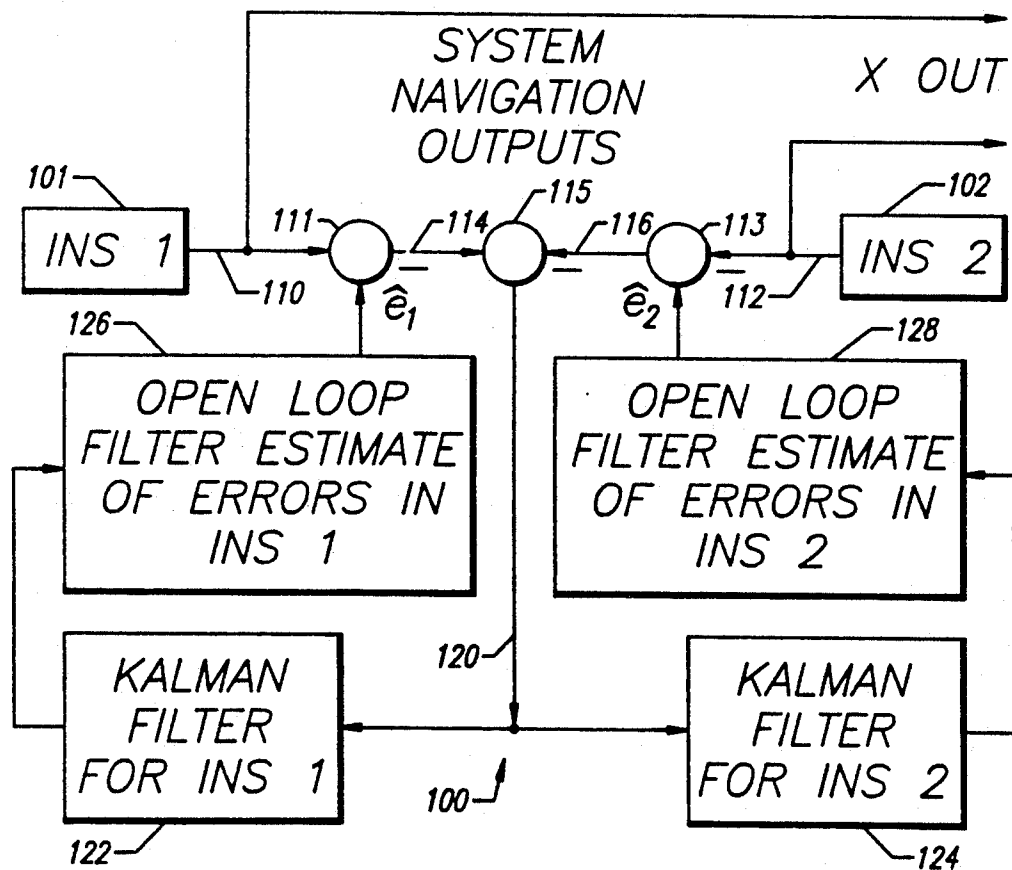 SYSTEM
NAVIGATION
OUTPUTS
X OUT
101
INS 1
110
111
114
115
116
113
102
INS 2
112
ê₁
ê₂
126
OPEN LOOP
FILTER ESTIMATE
OF ERRORS IN
INS 1
128
OPEN LOOP
FILTER ESTIMATE
OF ERRORS IN
INS 2
120
KALMAN
FILTER
FOR INS 1
122
100
KALMAN
FILTER
FOR INS 2
124